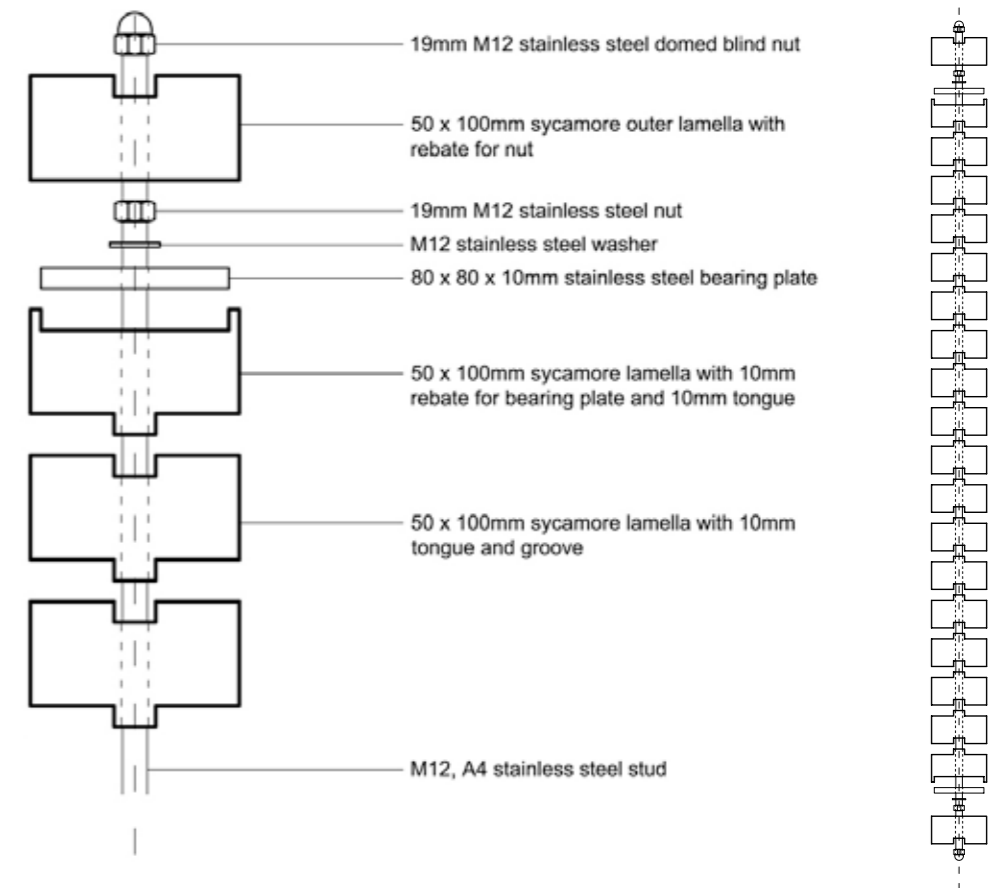 19mm M12 stainless steel domed blind nut
50 x 100mm sycamore outer lamella with
rebate for nut
19mm M12 stainless steel nut
M12 stainless steel washer
80 x 80 x 10mm stainless steel bearing plate
50 x 100mm sycamore lamella with 10mm
rebate for bearing plate and 10mm tongue
50 x 100mm sycamore lamella with 10mm
tongue and groove
M12, A4 stainless steel stud